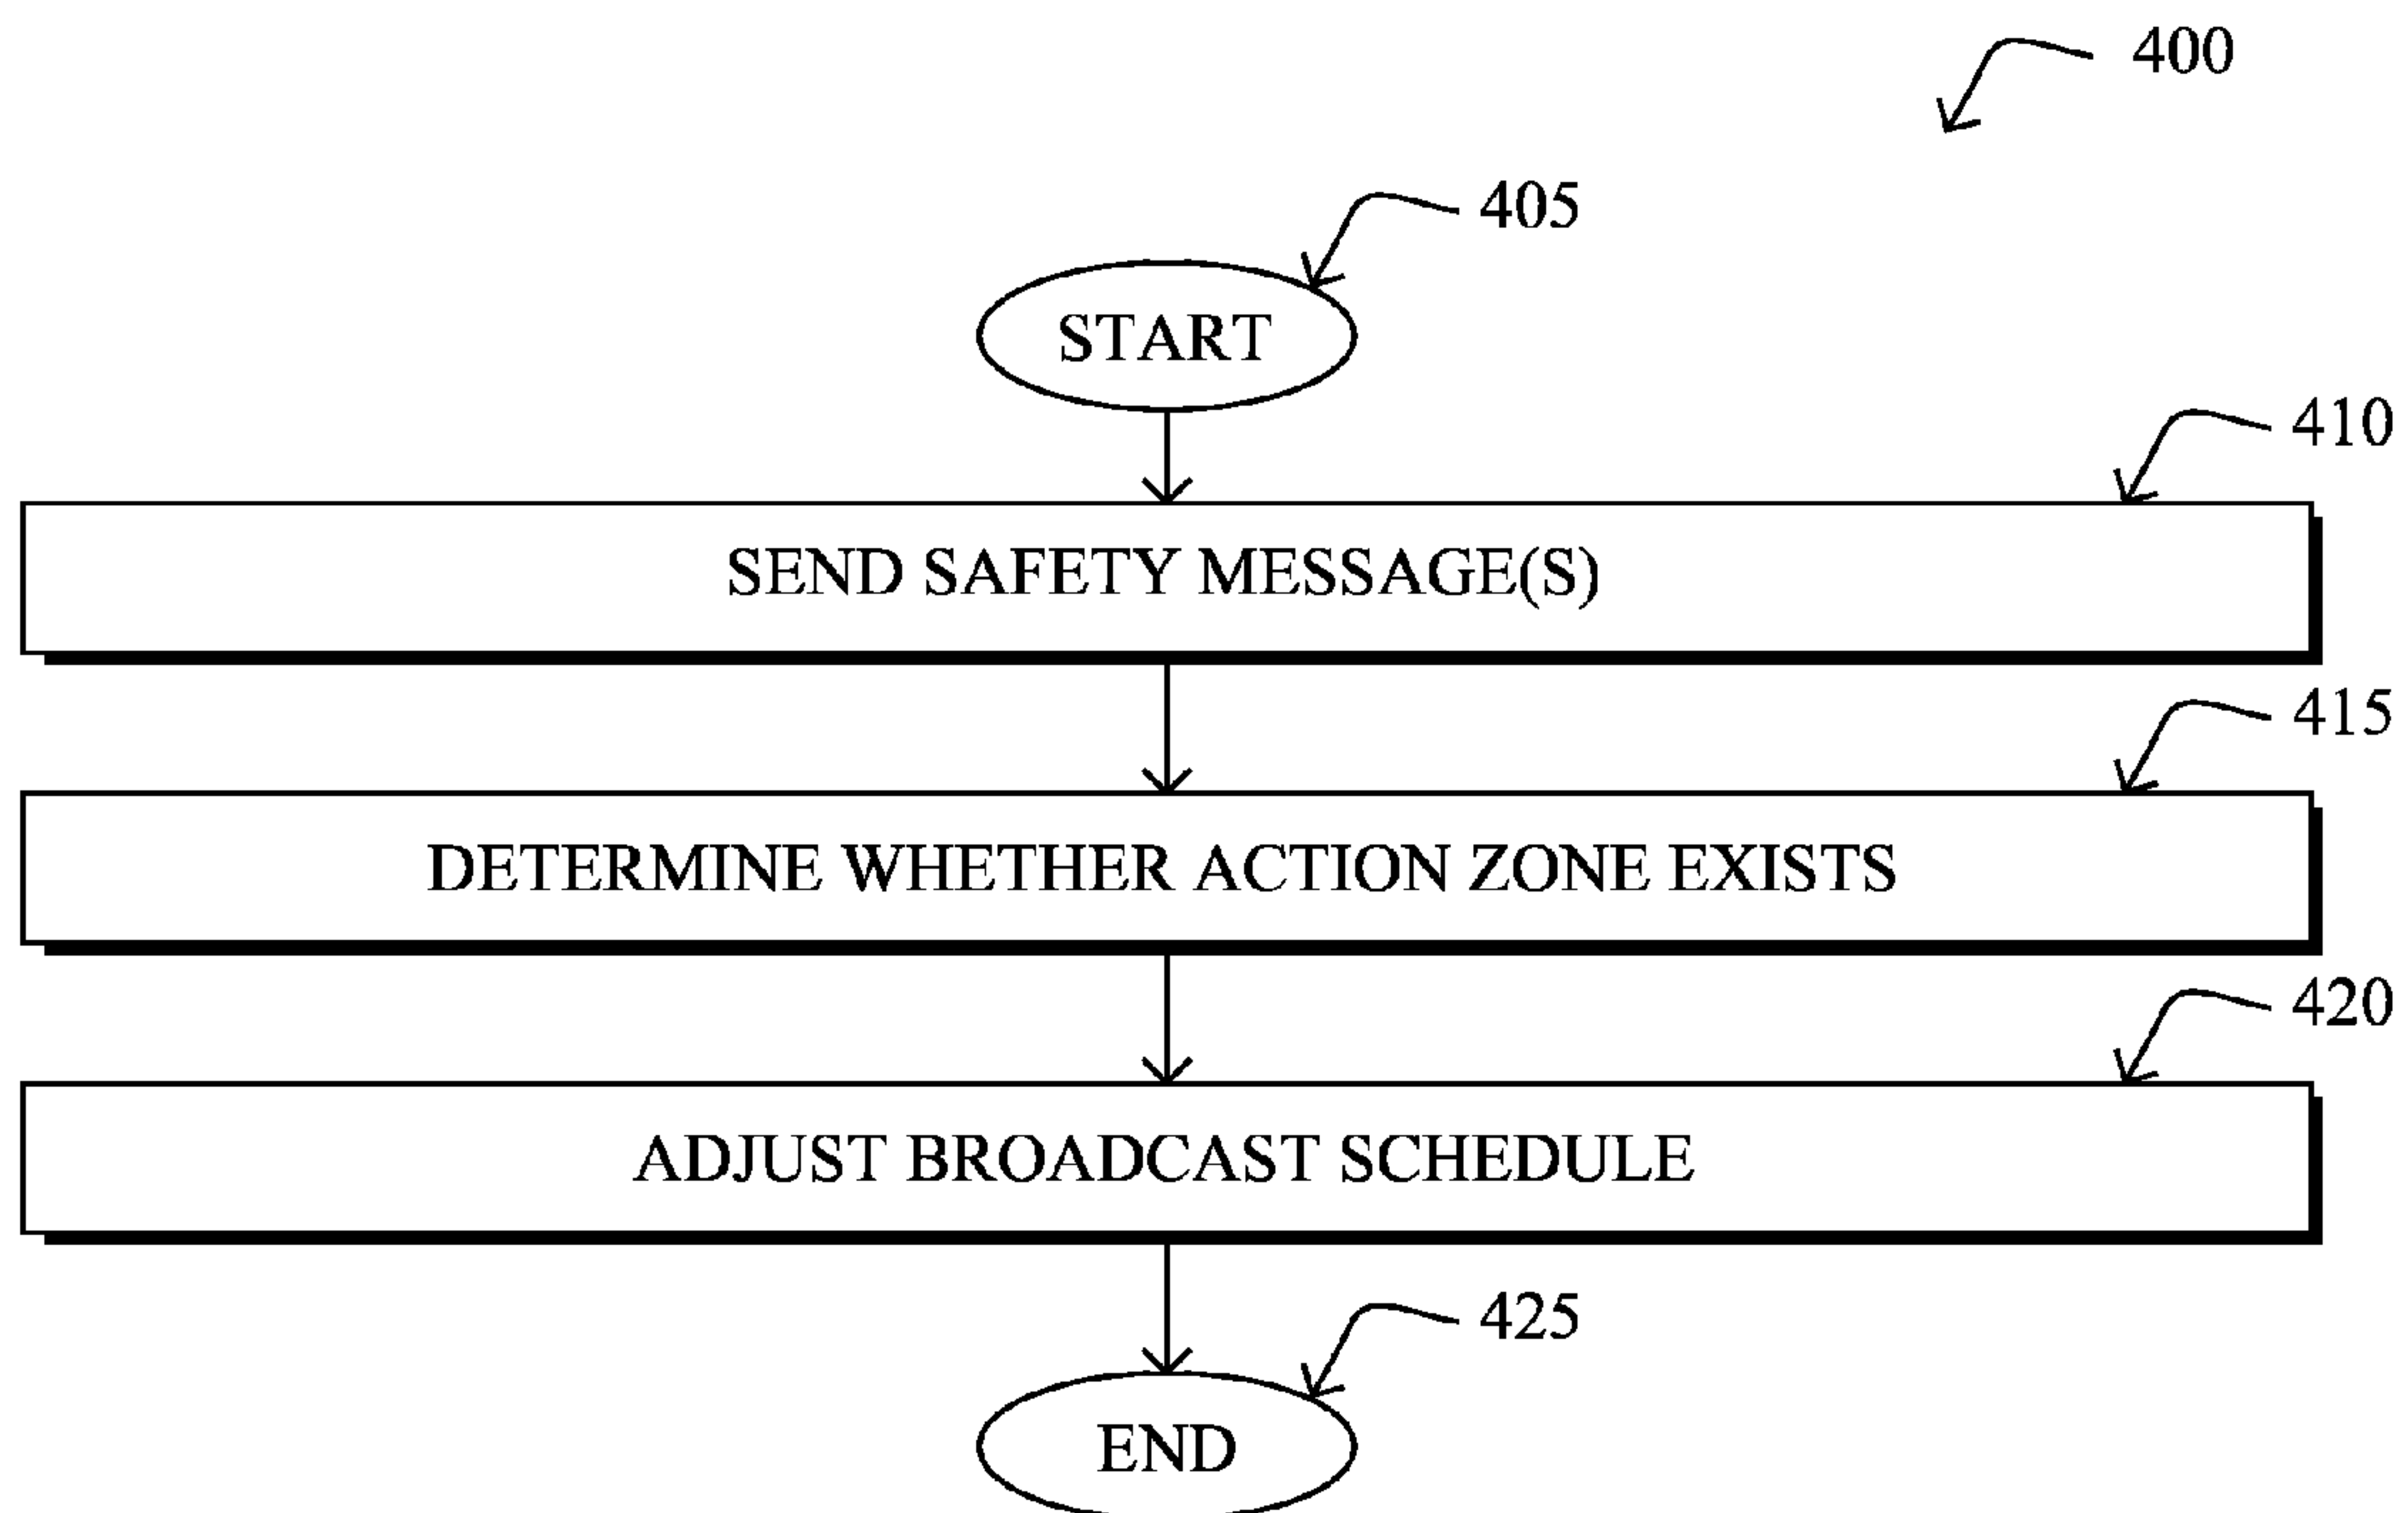 400
405
START
410
SEND SAFETY MESSAGE(S)
415
DETERMINE WHETHER ACTION ZONE EXISTS
420
ADJUST BROADCAST SCHEDULE
425
END